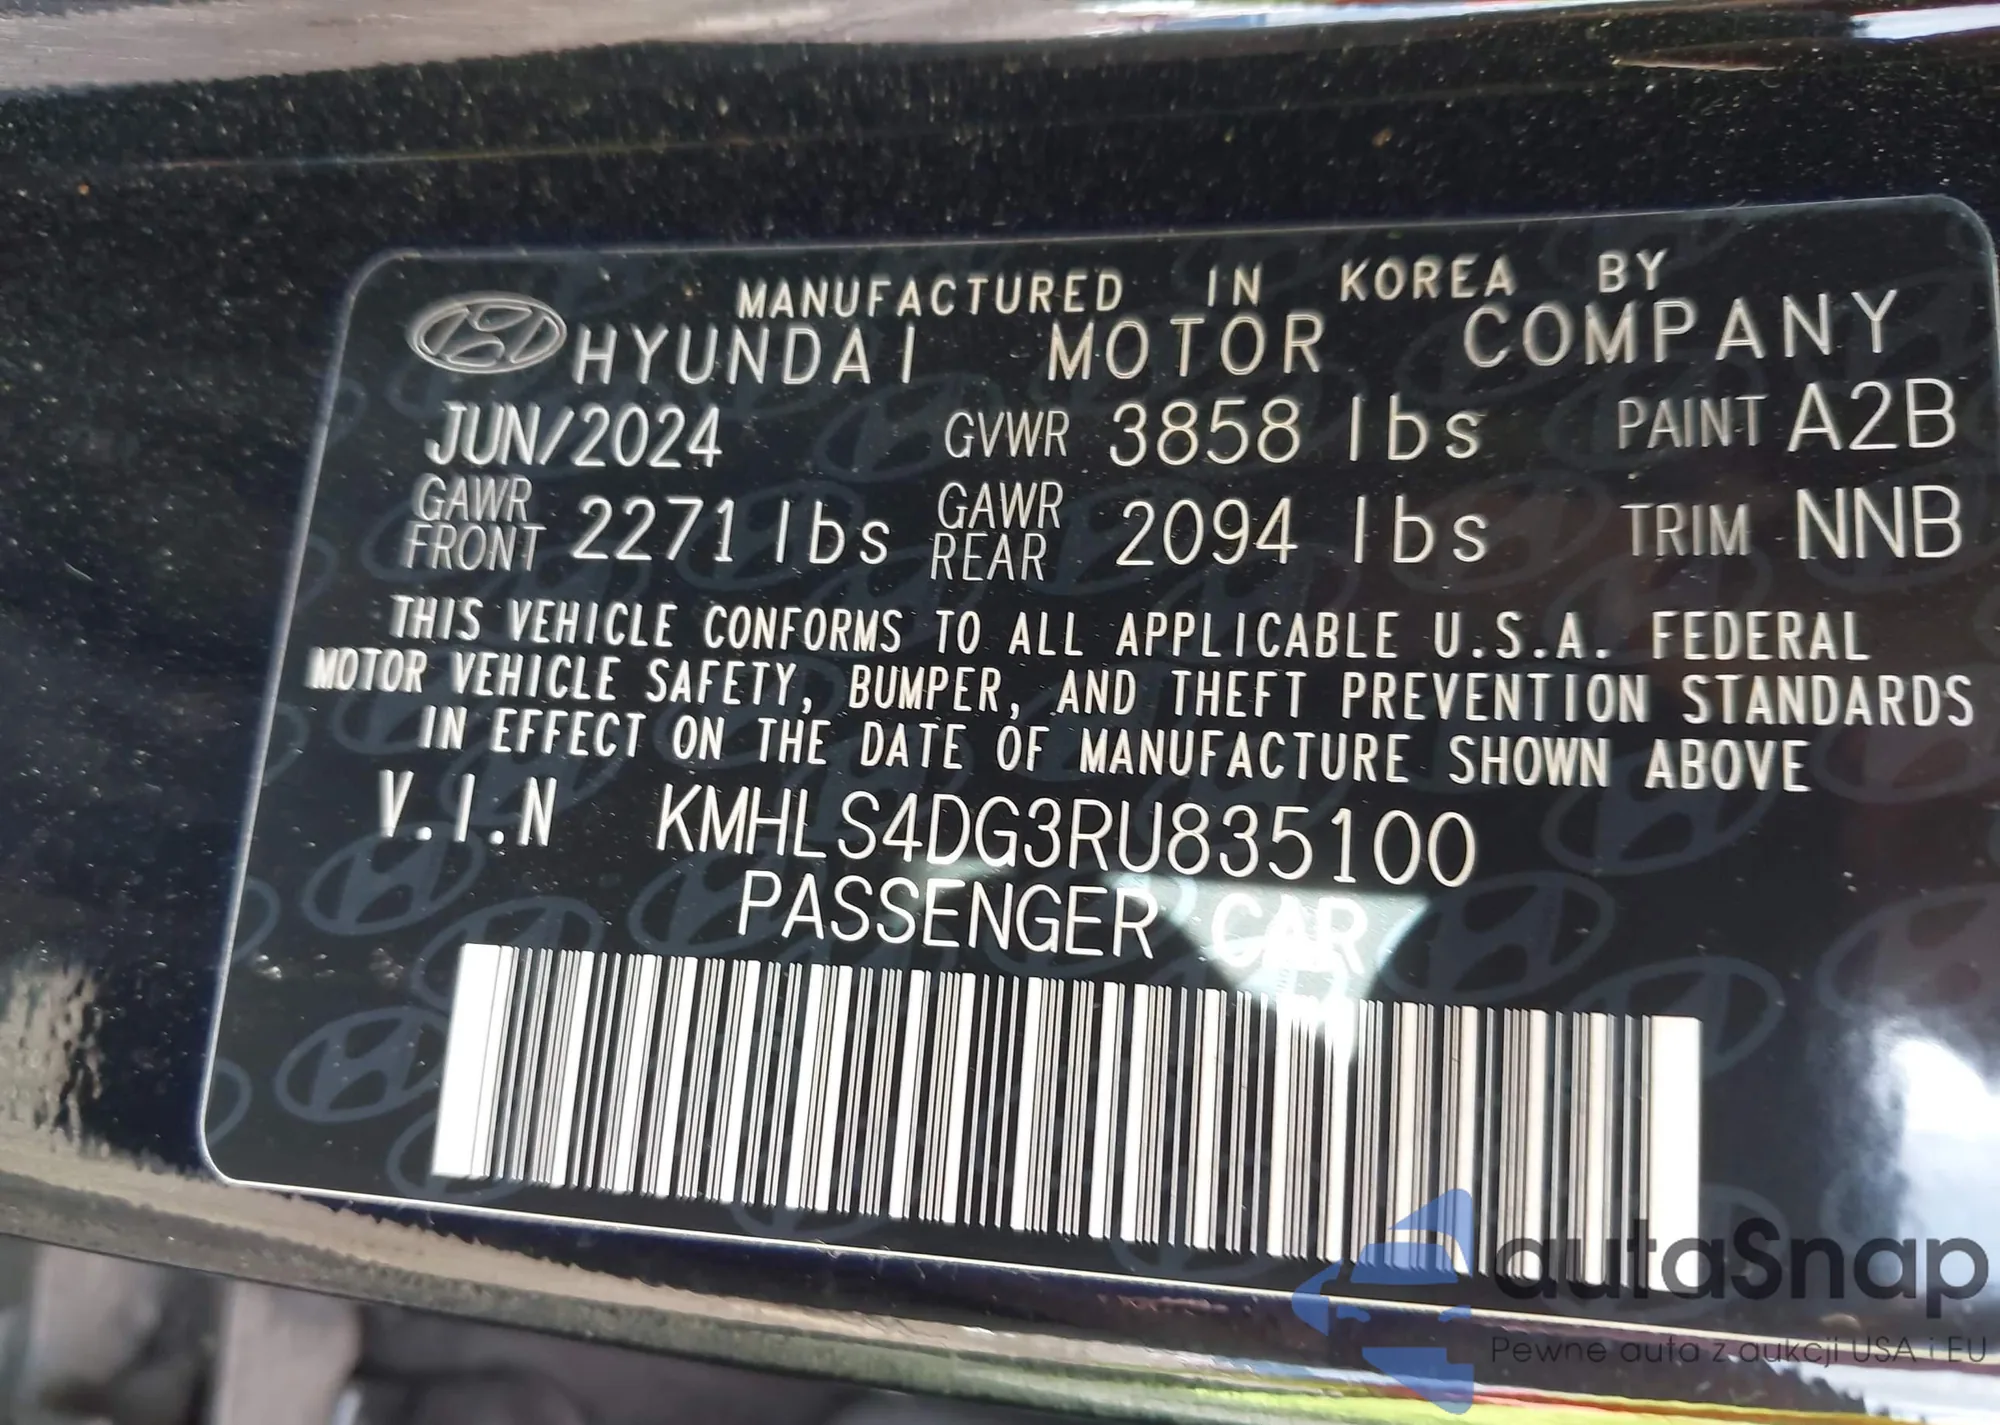 MANUFACTURED IN KOREA BY
HYUNDAI MOTOR COMPANY
JUN/2024 GVWR 3858 lbs PAINT A2B
GAWR FRONT 2271 lbs GAWR REAR 2094 lbs TRIM NNB
THIS VEHICLE CONFORMS TO ALL APPLICABLE U.S.A. FEDERAL
MOTOR VEHICLE SAFETY, BUMPER, AND THEFT PREVENTION STANDARDS
IN EFFECT ON THE DATE OF MANUFACTURE SHOWN ABOVE
V.I.N KMHLS4DG3RU835100
PASSENGER CAR
autaSnap
Pewne auta z aukcji USA i EU